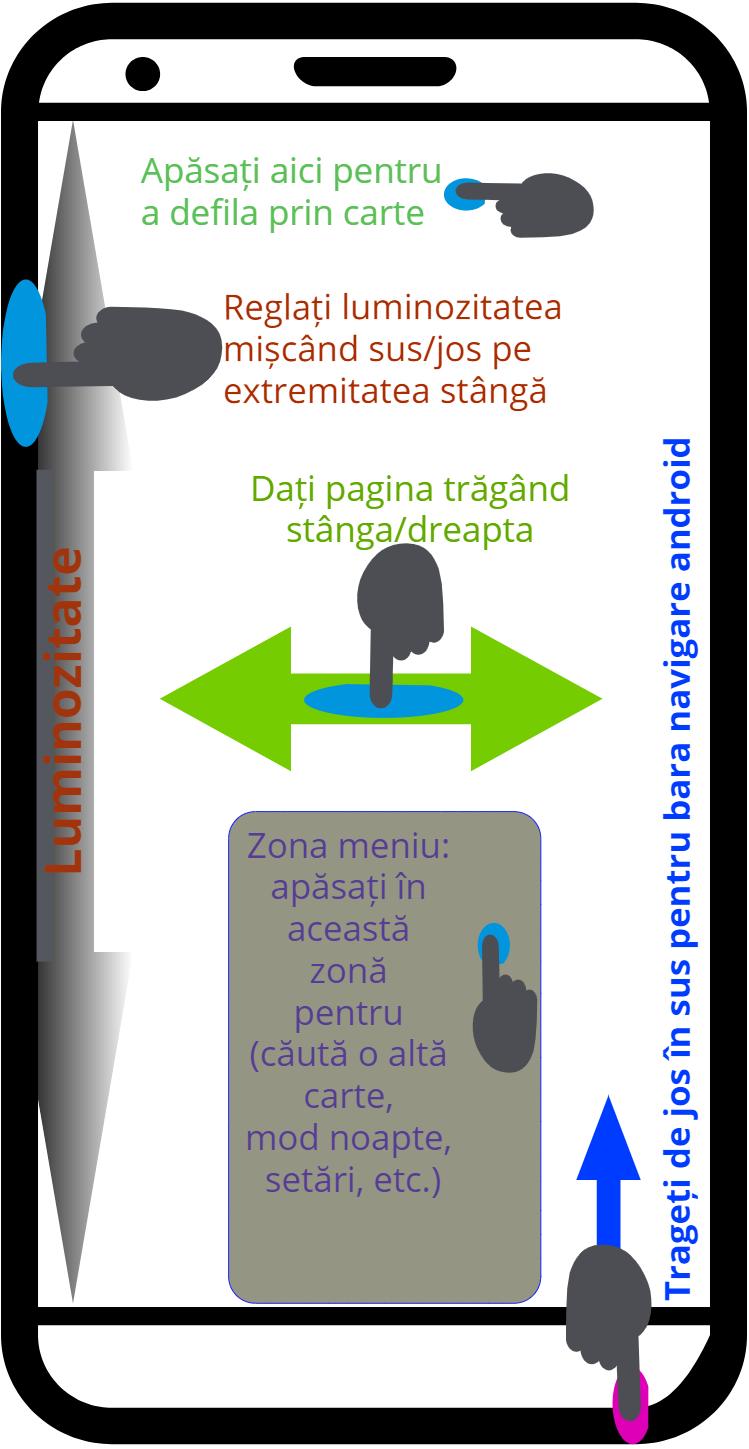 Apăsați aici pentru
a defila prin carte
Reglați luminozitatea
mișcând sus/jos pe
extremitatea stângă
Dați pagina trăgând
stânga/dreapta
Luminozitate
Zona meniu:
apăsați în
această
zonă
pentru
(căută o altă
carte,
mod noapte,
setări, etc.)
Trageți de jos în sus pentru bara navigare android